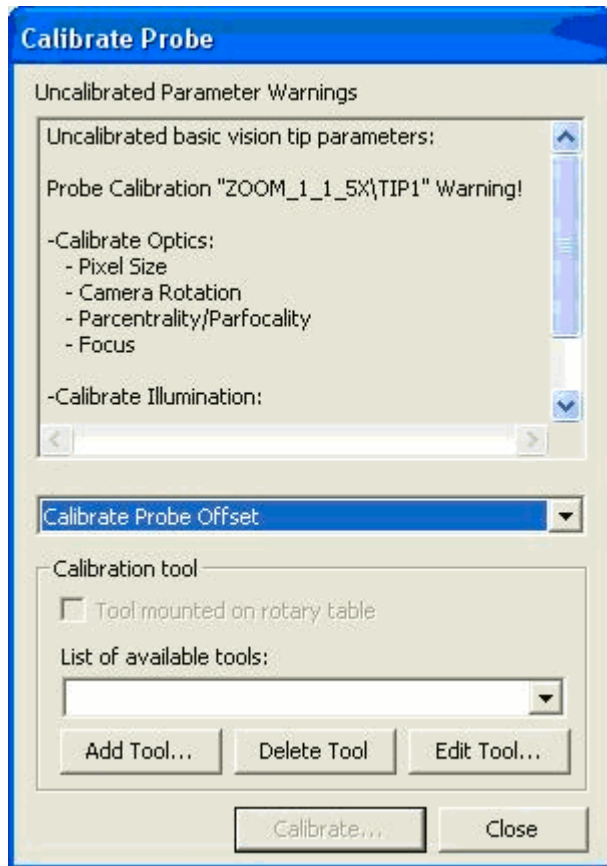 Calibrate Probe
Uncalibrated Parameter Warnings
Uncalibrated basic vision tip parameters:
Probe Calibration "ZOOM_1_1_5X\TIP1" Warning!
-Calibrate Optics:
- Pixel Size
- Camera Rotation
- Parcentrality/Parfocality
- Focus
-Calibrate Illumination:
Calibrate Probe Offset
Calibration tool
Tool mounted on rotary table
List of available tools:
Add Tool... Delete Tool Edit Tool...
Calibrate... Close